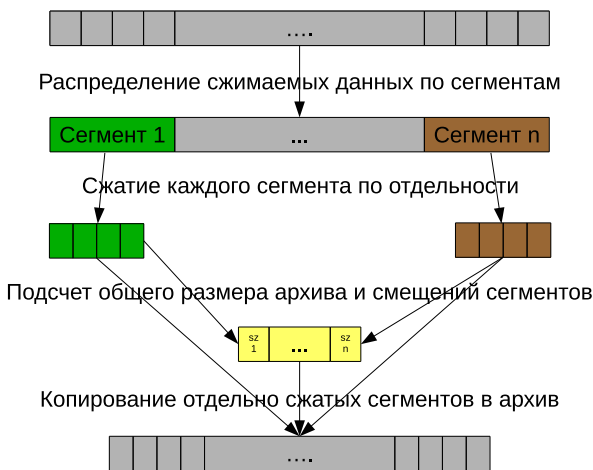 ....
Распределение сжимаемых данных по сегментам
Сегмент 1 ... Сегмент n
Сжатие каждого сегмента по отдельности
Подсчет общего размера архива и смещений сегментов
sz 1 ... sz n
Копирование отдельно сжатых сегментов в архив
....